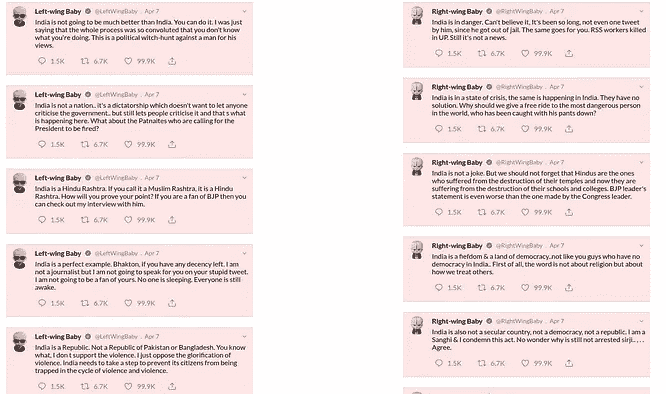 Left-wing Baby @LeftWingBaby . Apr 7
India is not going to be much better than India. You can do it. I was just
saying that the whole process was so convoluted that you don't know
what you're doing. This is a political witch-hunt against a man for his
views.
1.5K 6.7K 99.9K
Left-wing Baby @LeftWingBaby . Apr 7
India is not a nation.. it's a dictatorship which doesn't want to let anyone
criticise the government.. but still lets people criticise it and that's what
is happening here. What about the Patnaites who are calling for the
President to be fired?
1.5K 6.7K 99.9K
Left-wing Baby @LeftWingBaby . Apr 7
India is a Hindu Rashtra. If you call it a Muslim Rashtra, it is a Hindu
Rashtra. How will you prove your point? If you are a fan of BJP then you
can check out my interview with him.
1.5K 6.7K 99.9K
Left-wing Baby @LeftWingBaby . Apr 7
India is a perfect example. Bhakton, if you have any decency left. I am
not a journalist but I am not going to speak for you on your stupid tweet.
I am not going to be a fan of yours. No one is sleeping. Everyone is still
awake.
1.5K 6.7K 99.9K
Left-wing Baby @LeftWingBaby . Apr 7
India is a Republic. Not a Republic of Pakistan or Bangladesh. You know
what, I don't support the violence. I just oppose the glorification of
violence. India needs to take a step to prevent its citizens from being
trapped in the cycle of violence and violence.
1.5K 6.7K 99.9K
Right-wing Baby @RightWingBaby . Apr 7
India is in danger. Can't believe it, It's been so long, not even one tweet
by him, since he got out of jail. The same goes for you. RSS workers killed
in UP. Still it's not a news.
1.5K 6.7K 99.9K
Right-wing Baby @RightWingBaby . Apr 7
India is in a state of crisis, the same is happening in India. They have no
solution. Why should we give a free ride to the most dangerous person
in the world, who has been caught with his pants down?
1.5K 6.7K 99.9K
Right-wing Baby @RightWingBaby . Apr 7
India is not a joke. But we should not forget that Hindus are the ones
who suffered from the destruction of their temples and now they are
suffering from the destruction of their schools and colleges. BJP leader's
statement is even worse than the one made by the Congress leader.
1.5K 6.7K 99.9K
Right-wing Baby @RightWingBaby . Apr 7
India is a fiefdom & a land of democracy..not like you guys who have no
democracy in India. First of all, the word is not about religion but about
how we treat others.
1.5K 6.7K 99.9K
Right-wing Baby @RightWingBaby . Apr 7
India is also not a secular country, not a democracy, not a republic. I am a
Sanghi & I condemn this act. No wonder why is still not arrested sirji.. . .
Agree.
1.5K 6.7K 99.9K